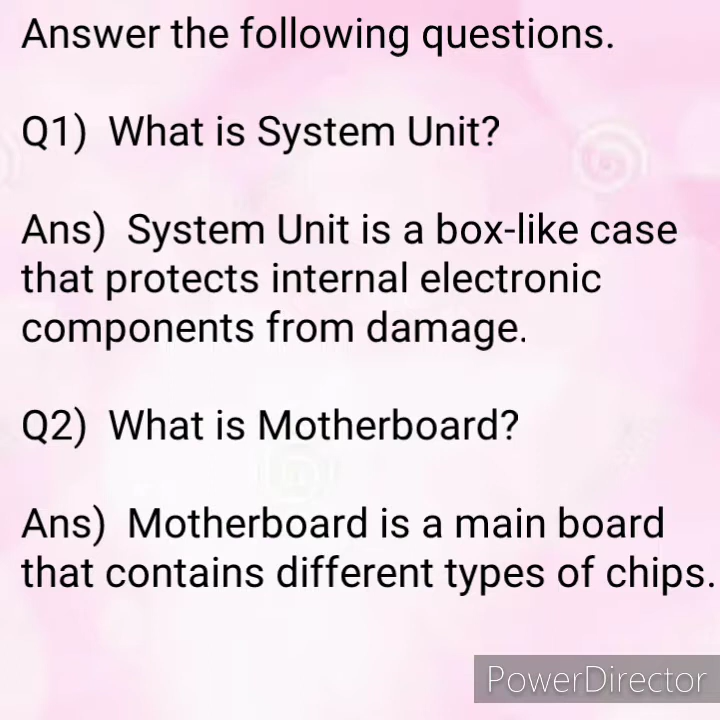 Answer the following questions.
Q1)  What is System Unit?
Ans)  System Unit is a box-like case
that protects internal electronic
components from damage.
Q2)  What is Motherboard?
Ans)  Motherboard is a main board
that contains different types of chips.
PowerDirector